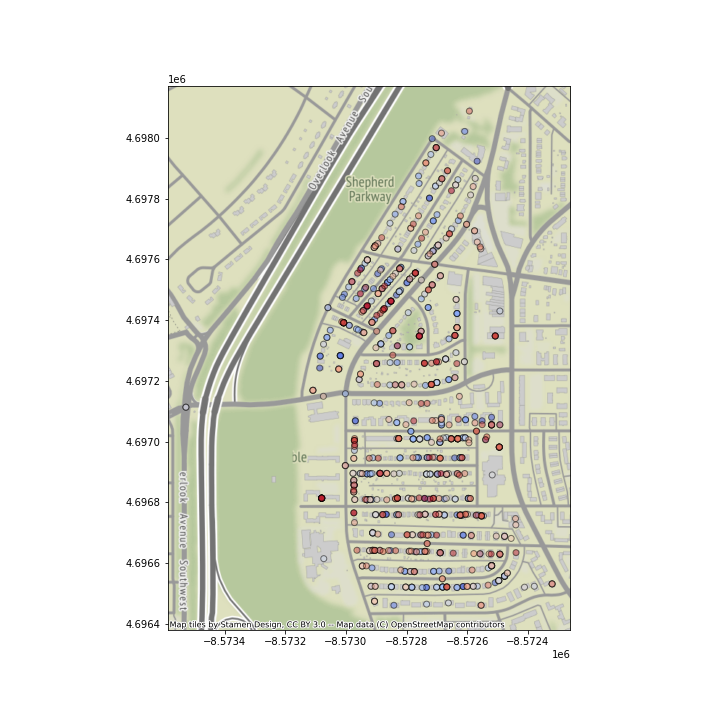 1e6
4.6980
4.6978
4.6976
4.6974
4.6972
4.6970
4.6968
4.6966
4.6964
Overlook Avenue Sou
Shepherd
Parkway
ble
erlook Avenue Southwest
Map tiles by Stamen Design, CC BY 3.0 -- Map data (C) OpenStreetMap contributors
−8.5734 −8.5732 −8.5730 −8.5728 −8.5726 −8.5724
1e6